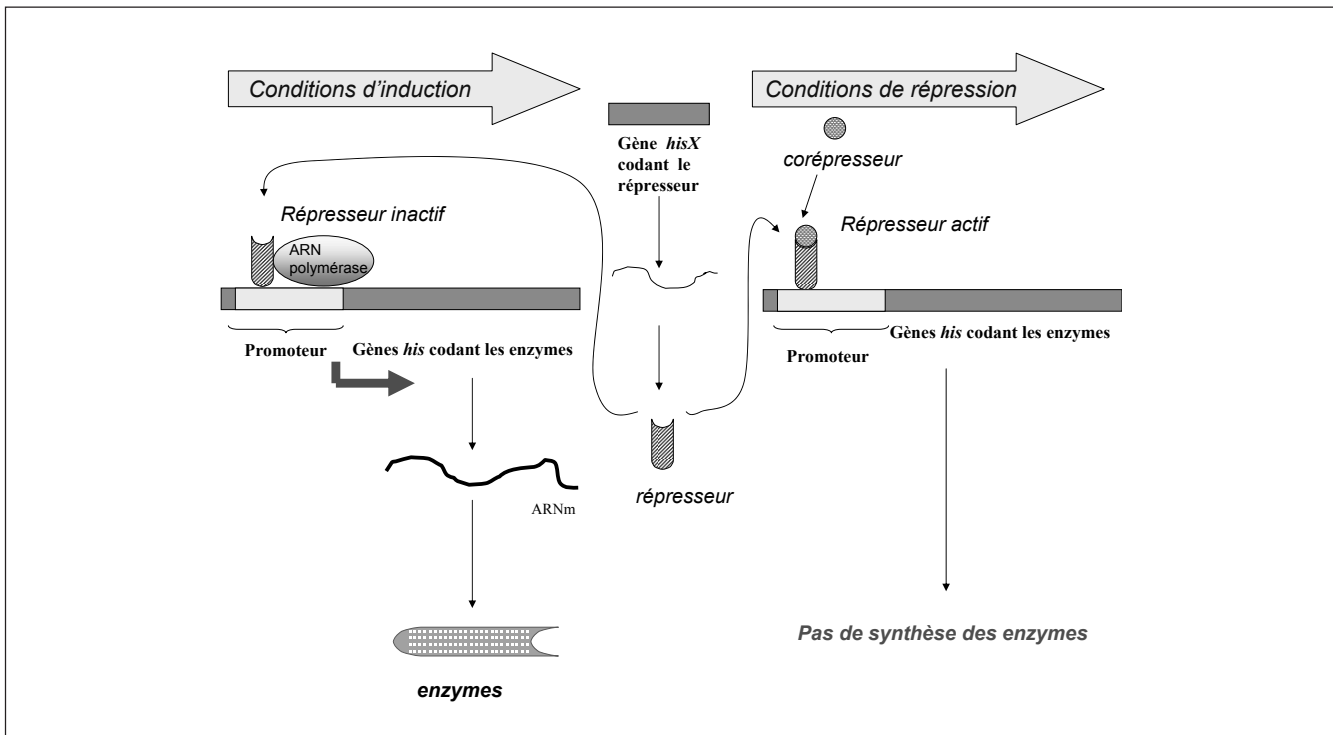 Conditions d'induction
Conditions de répression
Gène hisX
codant le
répresseur
corépresseur
Répresseur inactif
Répresseur actif
ARN
polymérase
Promoteur
Gènes his codant les enzymes
Promoteur
Gènes his codant les enzymes
répresseur
ARNm
Pas de synthèse des enzymes
enzymes